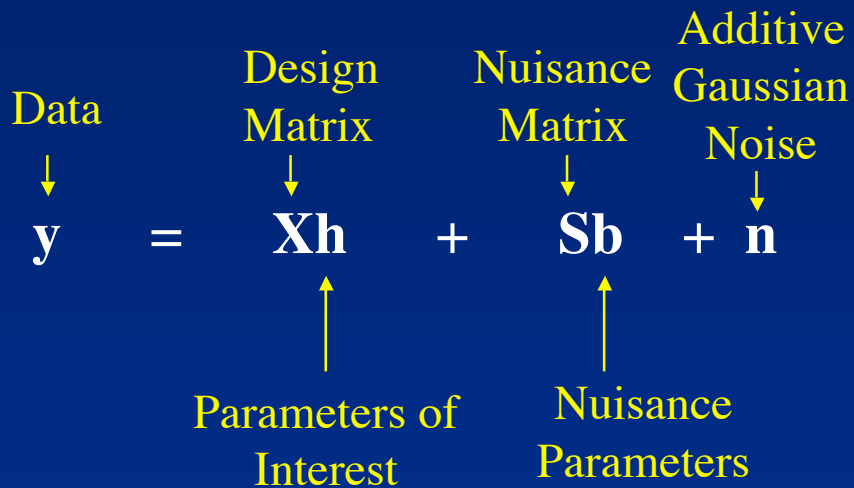 Data
Design
Matrix
Nuisance
Matrix
Additive
Gaussian
Noise
y = Xh + Sb + n
Parameters of
Interest
Nuisance
Parameters